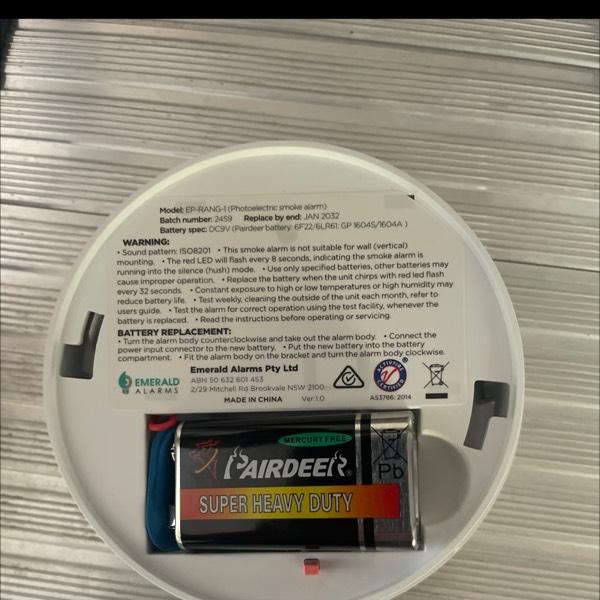 Model: EP-RANG-1 (Photoelectric smoke alarm)
Batch number: 2459 Replace by end: JAN 2032
Battery spec: DC9V (Pairdeer battery: 6F22/6LR61; GP 1604S/1604A )
WARNING:
• Sound pattern: ISO8201 • This smoke alarm is not suitable for wall (vertical)
mounting. • The red LED will flash every 8 seconds, indicating the smoke alarm is
running into the silence (hush) mode. • Use only specified batteries, other batteries may
cause improper operation. • Replace the battery when the unit chirps with red led flash
every 32 seconds. • Constant exposure to high or low temperatures or high humidity may
reduce battery life. • Test weekly, cleaning the outside of the unit each month, refer to
users guide. • Test the alarm for correct operation using the test facility, whenever the
battery is replaced. • Read the instructions before operating or servicing.
BATTERY REPLACEMENT:
• Turn the alarm body counterclockwise and take out the alarm body. • Connect the
power input connector to the new battery. • Put the new battery into the battery
compartment. • Fit the alarm body on the bracket and turn the alarm body clockwise.
EMERALD
ALARMS
Emerald Alarms Pty Ltd
ABN 50 632 601 453
2/29 Mitchell Rd Brookvale NSW 2100
MADE IN CHINA Ver:1.0
ACTIVFIRE
CERTIFIED
®
AS3786: 2014
MERCURY FREE
PAIRDEER
SUPER HEAVY DUTY
Pb